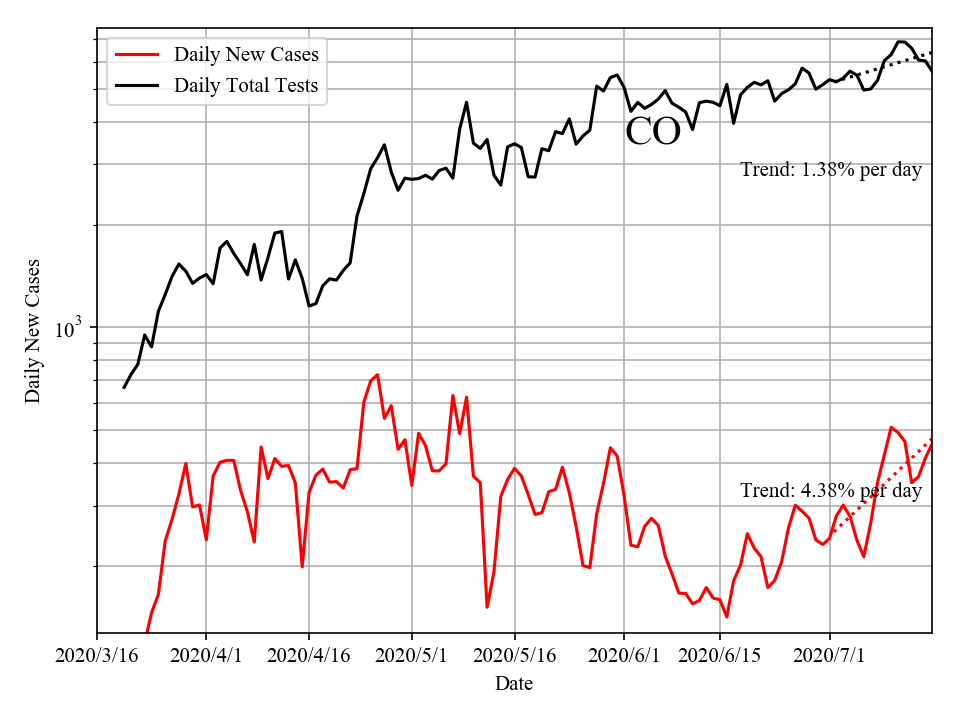 Daily New Cases
Daily Total Tests
CO
Trend: 1.38% per day
Daily New Cases
10³
Trend: 4.38% per day
2020/3/16 2020/4/1 2020/4/16 2020/5/1 2020/5/16 2020/6/1 2020/6/15 2020/7/1
Date